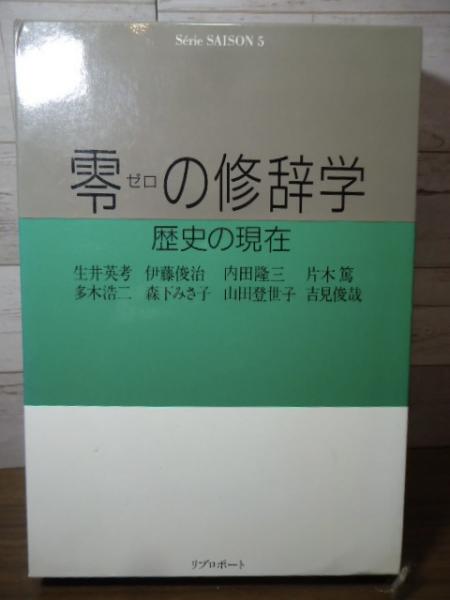 Série SAISON 5
零ゼロの修辞学
歴史の現在
生井英考 伊藤俊治 内田隆三 片木篤
多木浩二 森下みさ子 山田登世子 吉見俊哉
リブロポート